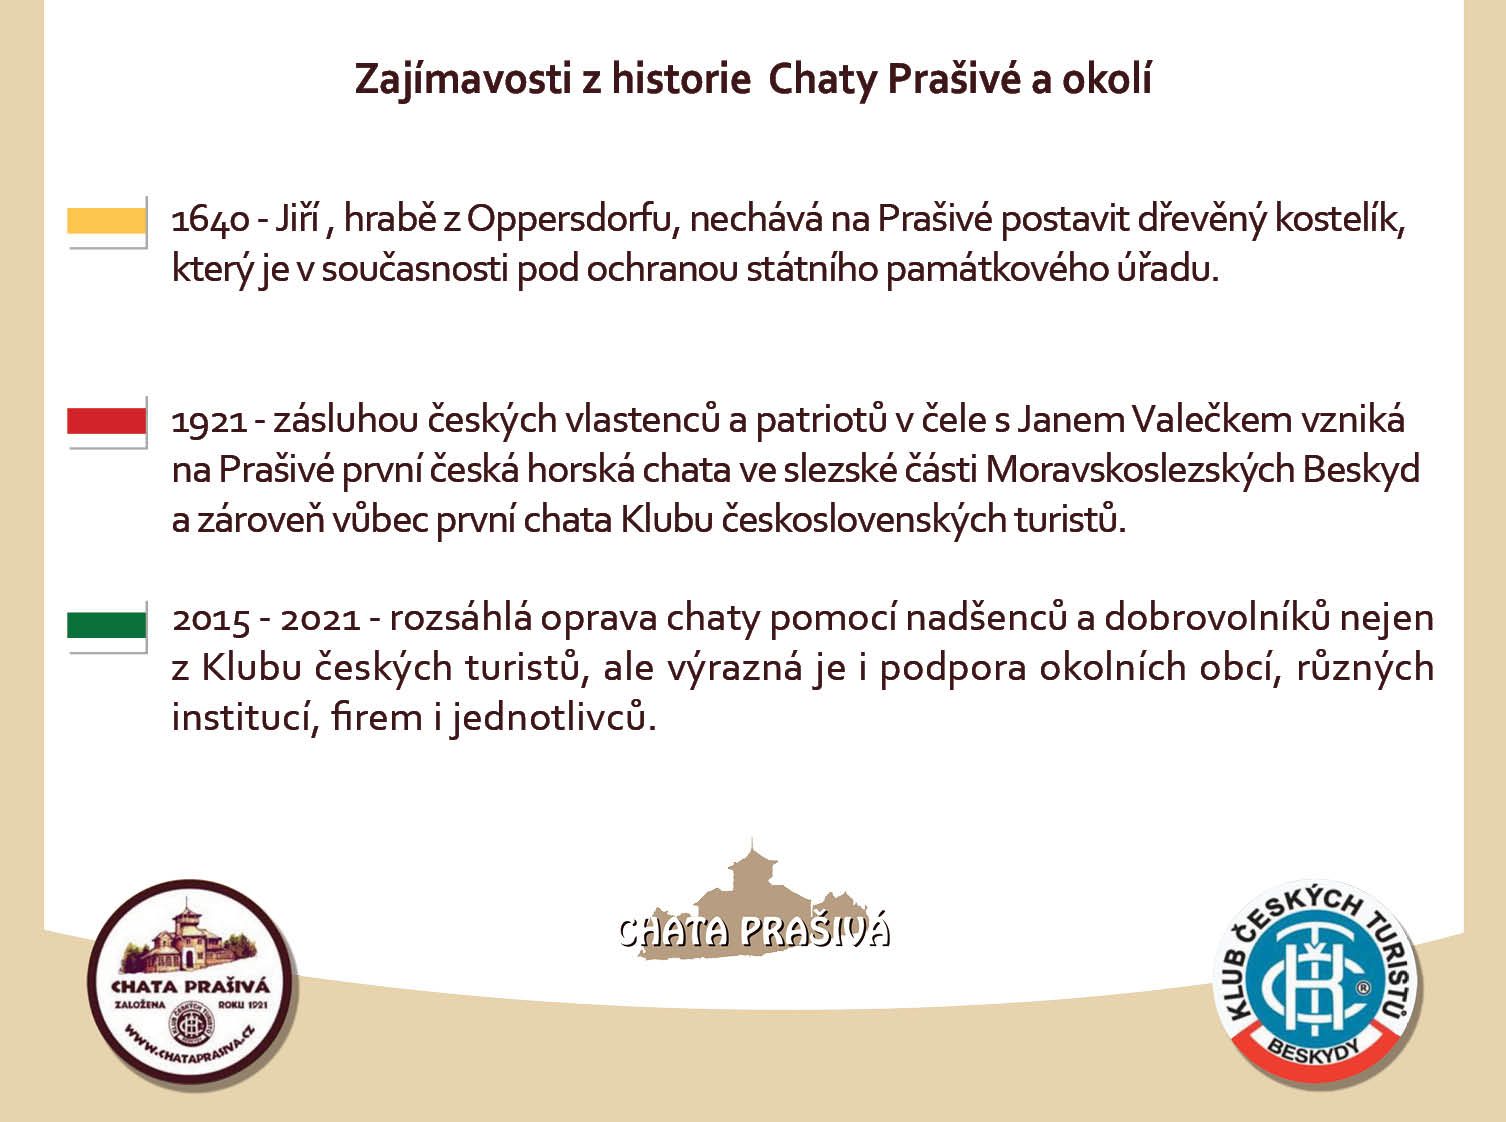 Zajímavosti z historie Chaty Prašivé a okolí
1640 - Jiří , hrabě z Oppersdorfu, nechává na Prašivé postavit dřevěný kostelík,
který je v současnosti pod ochranou státního památkového úřadu.
1921 - zásluhou českých vlastenců a patriotů v čele s Janem Valečkem vzniká
na Prašivé první česká horská chata ve slezské části Moravskoslezských Beskyd
a zároveň vůbec první chata Klubu československých turistů.
2015 - 2021 - rozsáhlá oprava chaty pomocí nadšenců a dobrovolníků nejen
z Klubu českých turistů, ale výrazná je i podpora okolních obcí, různých
institucí, firem i jednotlivců.
CHATA PRAŠIVÁ
ZALOŽENA ROKU 1921
KLUB ČESKÝCH TURISTŮ
WWW.CHATAPRASIVA.CZ
CHATA PRAŠIVÁ
KLUB ČESKÝCH TURISTŮ
KČT
®
BESKYDY